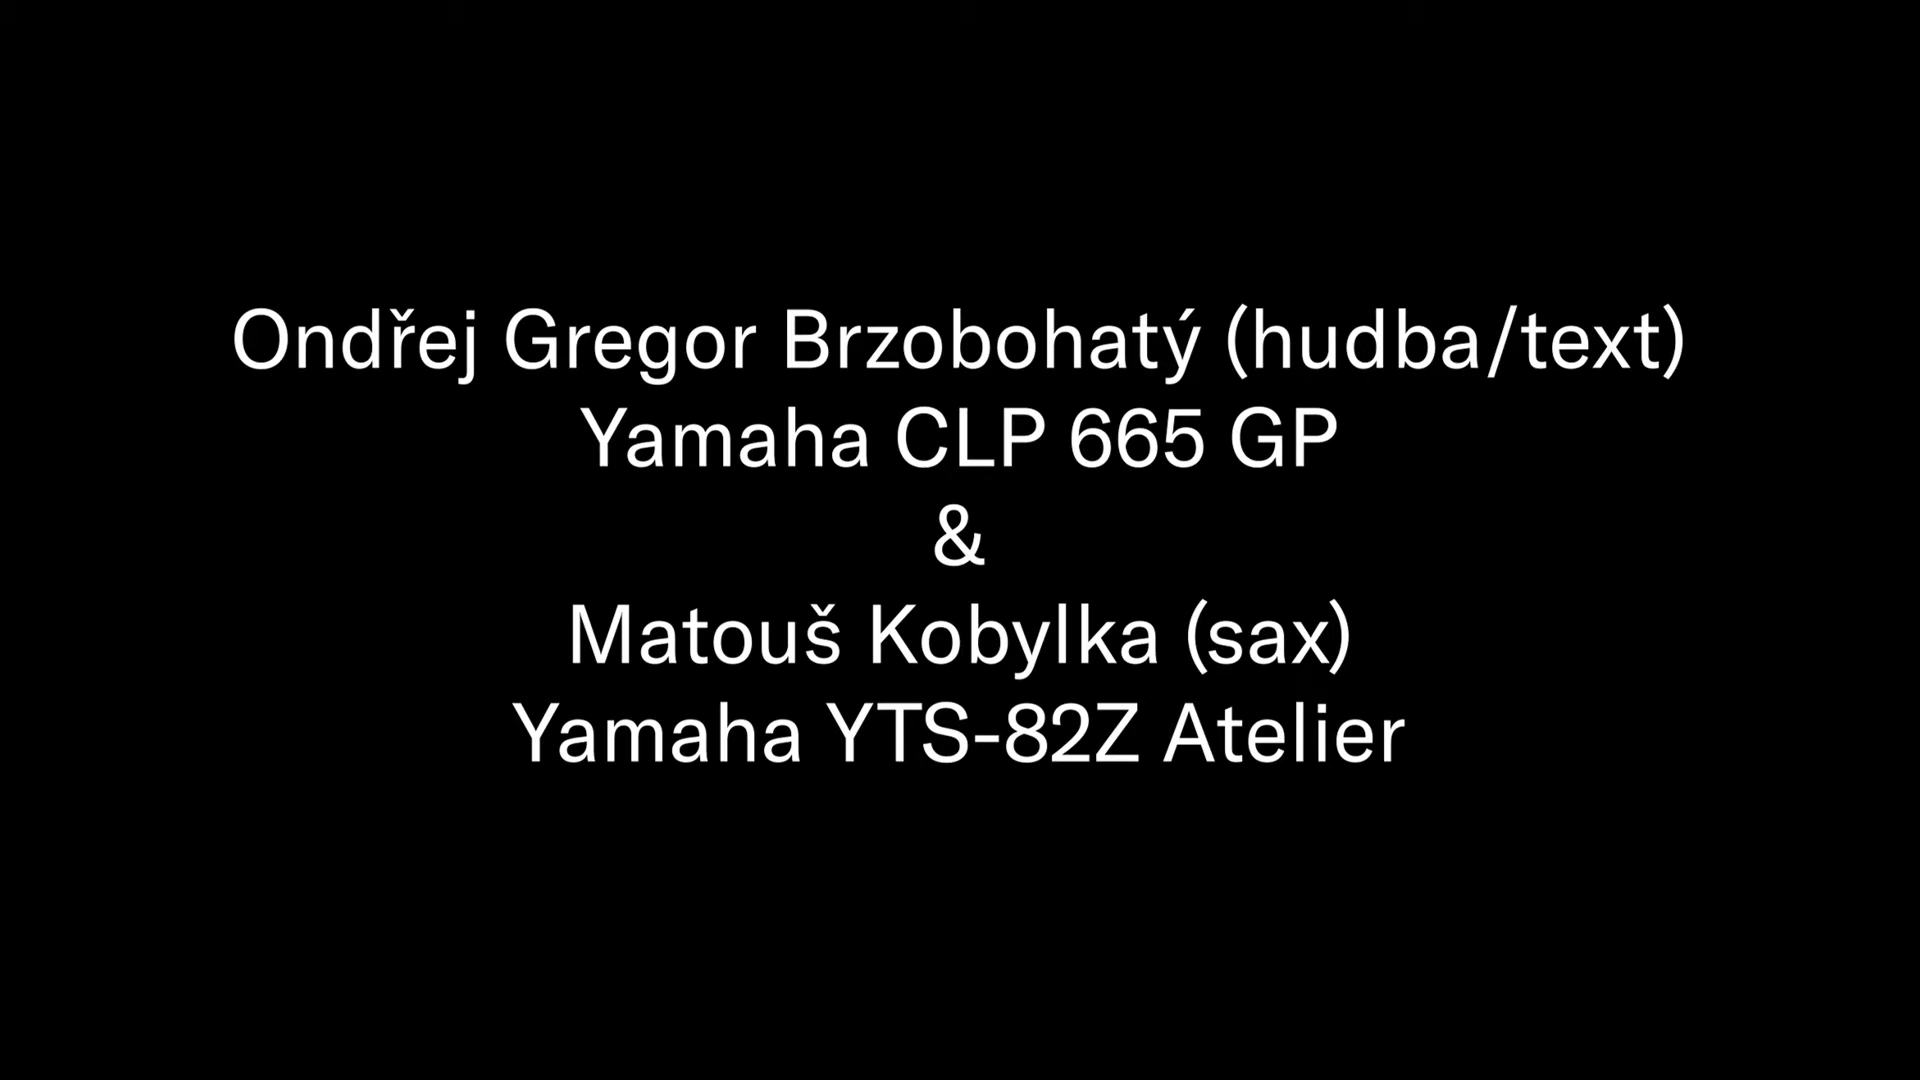 Ondřej Gregor Brzobohatý (hudba/text)
Yamaha CLP 665 GP
&
Matouš Kobylka (sax)
Yamaha YTS-82Z Atelier